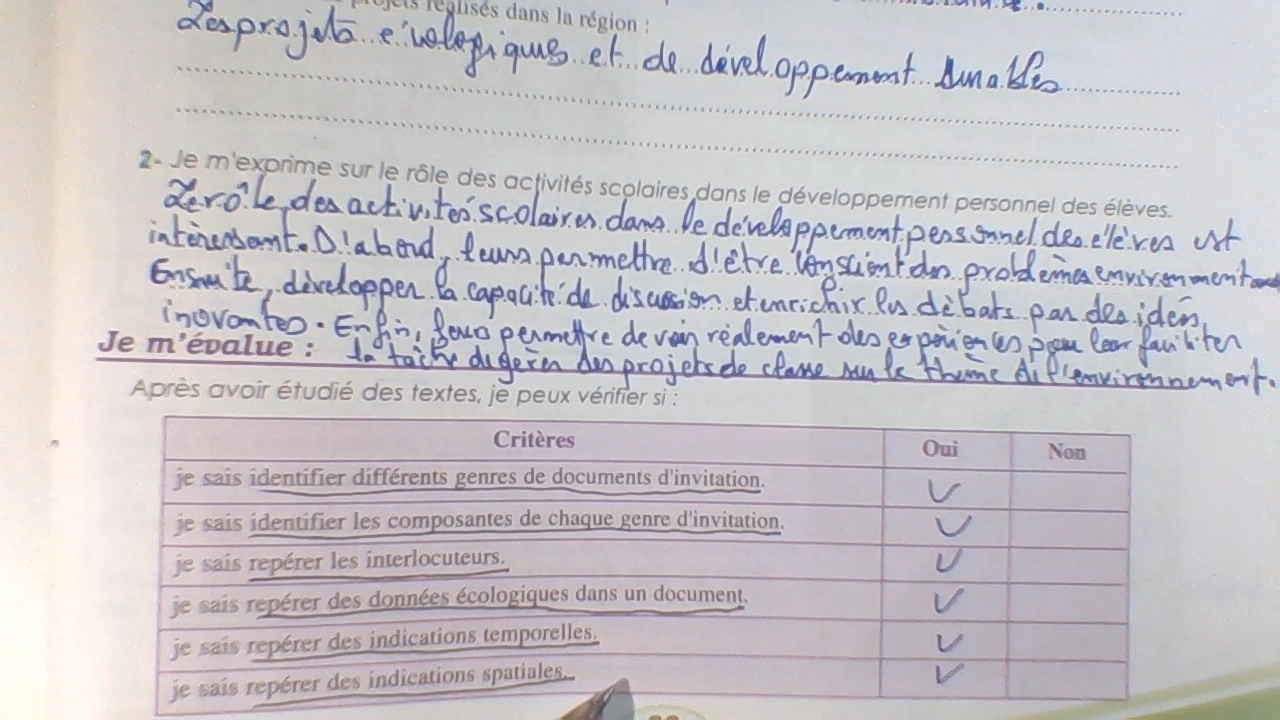 projets réalisés dans la région :
Les projets écologiques et de développement durables
2- Je m'exprime sur le rôle des activités scolaires dans le développement personnel des élèves.
Le rôle des activités scolaires dans le développement personnel des élèves est
intéressant. D'abord, leurs permettre d'être conscient des problèmes environnementaux
Ensuite, développer la capacité de discussion et enrichir les débats par des idées
inovantes. Enfin, leurs permettre de voir réalement des expériences pour leur faciliter
Je m'évalue : la tâche de gérer des projets de classe sur le thème de l'environnement.
Après avoir étudié des textes, je peux vérifier si :
Critères Oui Non
je sais identifier différents genres de documents d'invitation.
je sais identifier les composantes de chaque genre d'invitation.
je sais repérer les interlocuteurs.
je sais repérer des données écologiques dans un document.
je sais repérer des indications temporelles.
je sais repérer des indications spatiales.